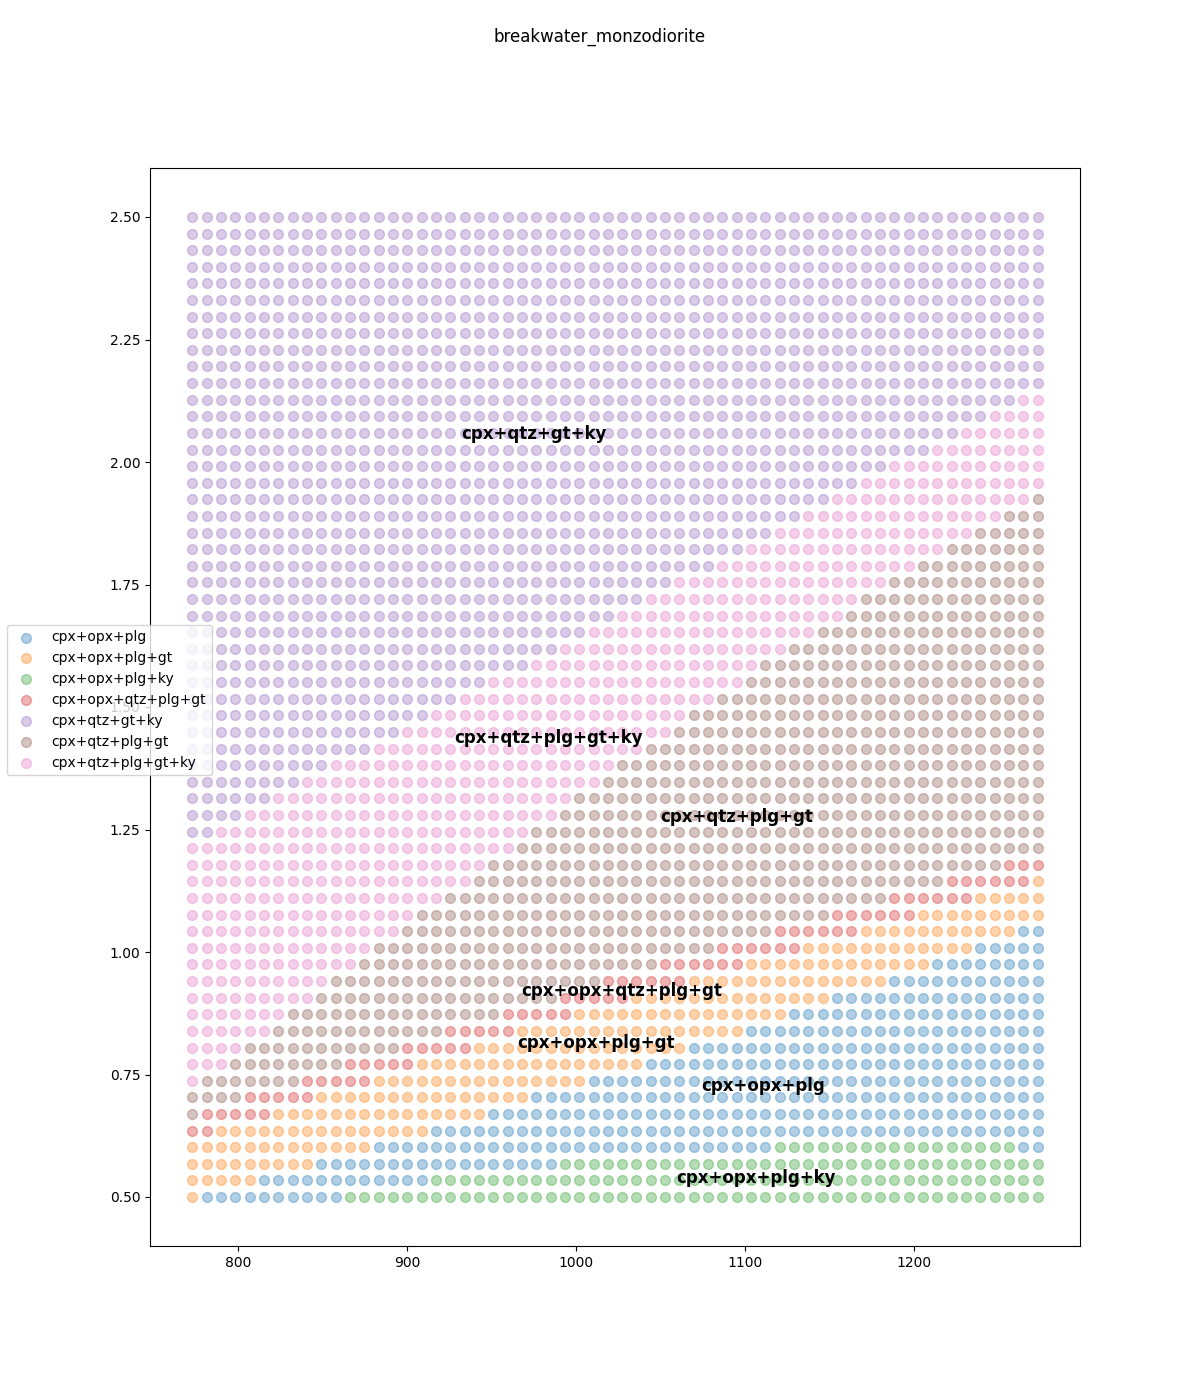 breakwater_monzodiorite
2.50
2.25
2.00
1.75
1.50
1.25
1.00
0.75
0.50
cpx+opx+plg
cpx+opx+plg+gt
cpx+opx+plg+ky
cpx+opx+qtz+plg+gt
cpx+qtz+gt+ky
cpx+qtz+plg+gt
cpx+qtz+plg+gt+ky
cpx+qtz+gt+ky
cpx+qtz+plg+gt+ky
cpx+qtz+plg+gt
cpx+opx+qtz+plg+gt
cpx+opx+plg+gt
cpx+opx+plg
cpx+opx+plg+ky
800 900 1000 1100 1200